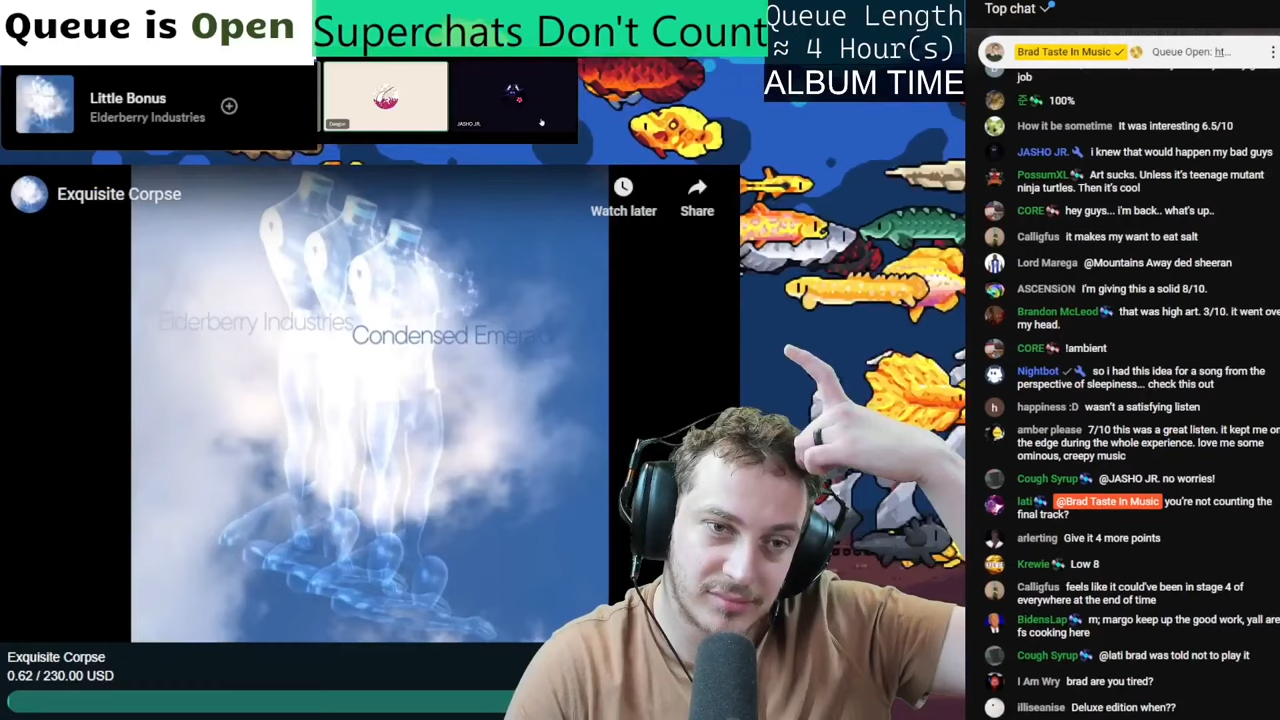 Queue is Open
Superchats Don't Count
Queue Length
≈ 4 Hour(s)
ALBUM TIME
Little Bonus
Elderberry Industries
Dangon
JASHO JR.
Exquisite Corpse
Watch later
Share
Elderberry Industries
Condensed Emerald
Exquisite Corpse
0.62 / 230.00 USD
Top chat
Brad Taste In Music Queue Open: ht...
job
준 100%
How it be sometime It was interesting 6.5/10
JASHO JR. i knew that would happen my bad guys
PossumXL Art sucks. Unless it's teenage mutant
ninja turtles. Then it's cool
CORE hey guys... i'm back.. what's up..
Calligfus it makes my want to eat salt
Lord Marega @Mountains Away ded sheeran
ASCENSiON I'm giving this a solid 8/10.
Brandon McLeod that was high art. 3/10. it went ove
my head.
CORE !ambient
Nightbot so i had this idea for a song from the
perspective of sleepiness... check this out
happiness :D wasn't a satisfying listen
amber please 7/10 this was a great listen. it kept me on
the edge during the whole experience. love me some
ominous, creepy music
Cough Syrup @JASHO JR. no worries!
lati @Brad Taste In Music you're not counting the
final track?
arlerting Give it 4 more points
Krewie Low 8
Calligfus feels like it could've been in stage 4 of
everywhere at the end of time
BidensLap m; margo keep up the good work, yall are
fs cooking here
Cough Syrup @lati brad was told not to play it
I Am Wry brad are you tired?
illiseanise Deluxe edition when??